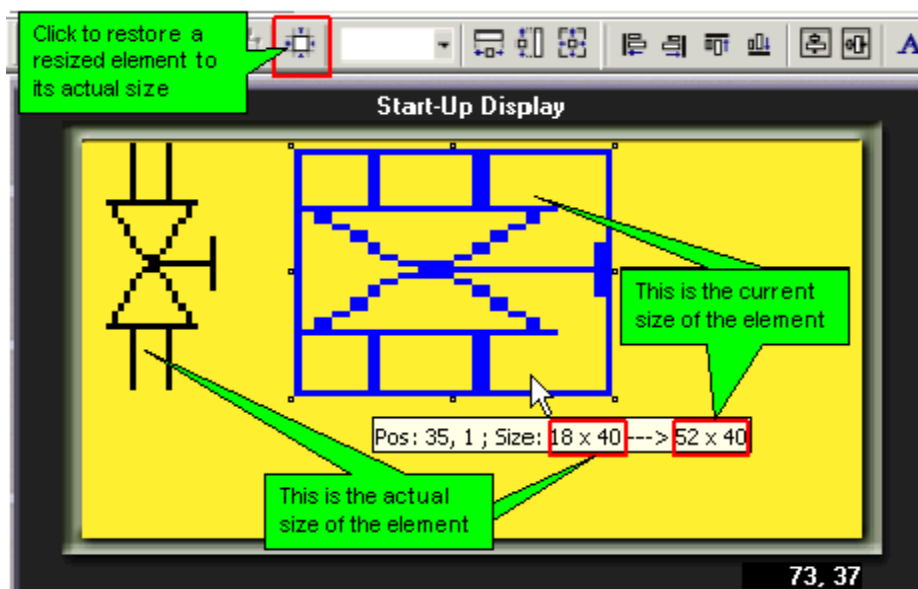 Click to restore a
resized element to
its actual size
A
Start-Up Display
This is the current
size of the element
Pos: 35, 1 ; Size: 18 x 40 ---> 52 x 40
This is the actual
size of the element
73, 37